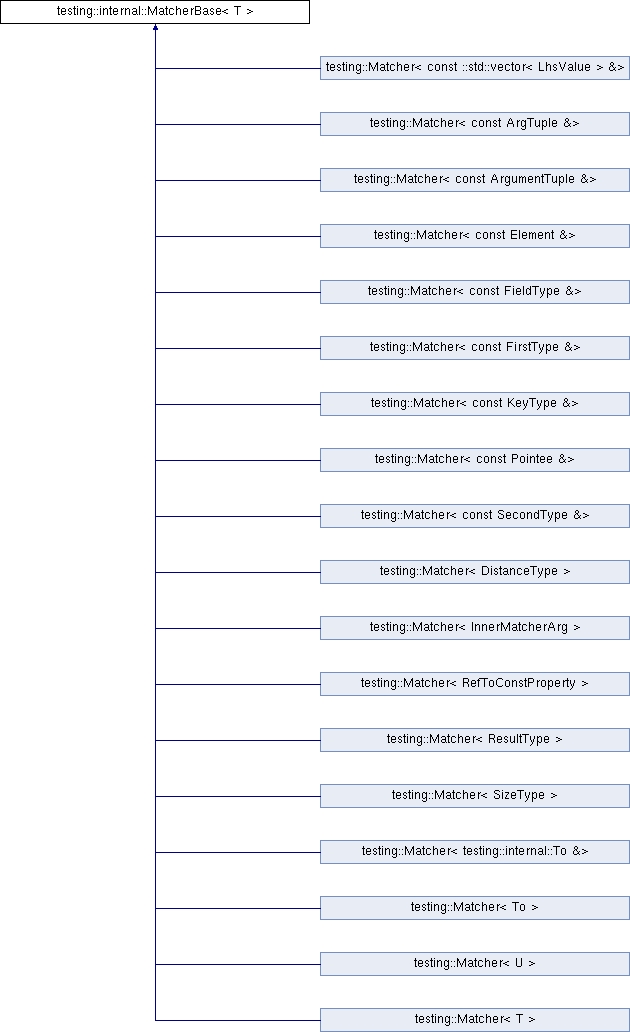 testing::internal::MatcherBase< T >
testing::Matcher< const ::std::vector< LhsValue > &>
testing::Matcher< const ArgTuple &>
testing::Matcher< const ArgumentTuple &>
testing::Matcher< const Element &>
testing::Matcher< const FieldType &>
testing::Matcher< const FirstType &>
testing::Matcher< const KeyType &>
testing::Matcher< const Pointee &>
testing::Matcher< const SecondType &>
testing::Matcher< DistanceType >
testing::Matcher< InnerMatcherArg >
testing::Matcher< RefToConstProperty >
testing::Matcher< ResultType >
testing::Matcher< SizeType >
testing::Matcher< testing::internal::To &>
testing::Matcher< To >
testing::Matcher< U >
testing::Matcher< T >